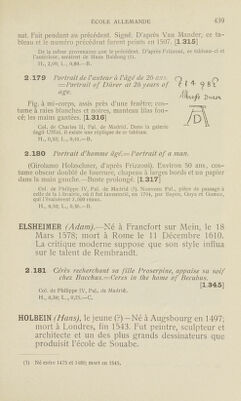 ÉCOLE ALLEMANDE 439
nat. Fait pendant au précédent. Signé. D'après Van Mander, ce ta-
bleau et le numéro précédent furent peints en 1507. [1.315]
De la même provenance que le précédent. D'après Frizzoni, ce tableau-ci et
l'antérieur, seraient de Hans Baldung (?).
H., 2,09; L., 0,80.—B.
2.179 Portrait de l'auteur à l'âgé de 26 ans.
=Portrait of Dürer at 26 years of
age.
Fig. à mi-corps, assis près d'une fenêtre; cos-
tume à raies blanches et noires, manteau lilas fon-
cé; les mains gantées. [1.316]
Col. de Charles II, Pal. de Madrid. Dans la galerie
degl'Uffizi, il existe une réplique de ce tableau.
H., 0,52; L., 0,41.—B.
2.180 Portrait d'homme âgé.—Portrait of a man.
(Girolamo Holzschuer, d'après Frizzoni). Environ 50 ans, cos-
tume obscur doublé de fourrure, chapeau à larges bords et un papier
dans la main gauche.—Buste prolongé. [1.317]
Col. de Philippe IV, Pal. de Madrid (?). Nouveau Pal., pièce de passage à
celle de la librairie, où il fut inventorié, en 1794, par Bayeu, Goya et Gomez,
qui l'évaluèrent 1.000 réaux.
H., 0,50; L., 0,36.—B.
ELSHEIMER (Adam).—Né à Francfort sur Mein, le 18
Mars 1578; mort à Rome le 11 Décembre 1610.
La critique moderne suppose que son style influa
sur le talent de Rembrandt.
2.181 Cérès recherchant sa fille Proserpine, apaise sa soif
chez Bacchus.—Ceres in the home of Becubus.
[1.345]
Col. de Philippe IV, Pal. de Madrid.
H., 0,30; L., 0,25.—C.
HOLBEIN (Hans), le jeune (?) — Né à Augsbourg en 1497;
mort à Londres, fin 1543. Fut peintre, sculpteur et
architecte et un des plus grands dessinateurs que
produisit l'école de Souabe.
(1) Né entre 1475 et 1480; mort en 1545.